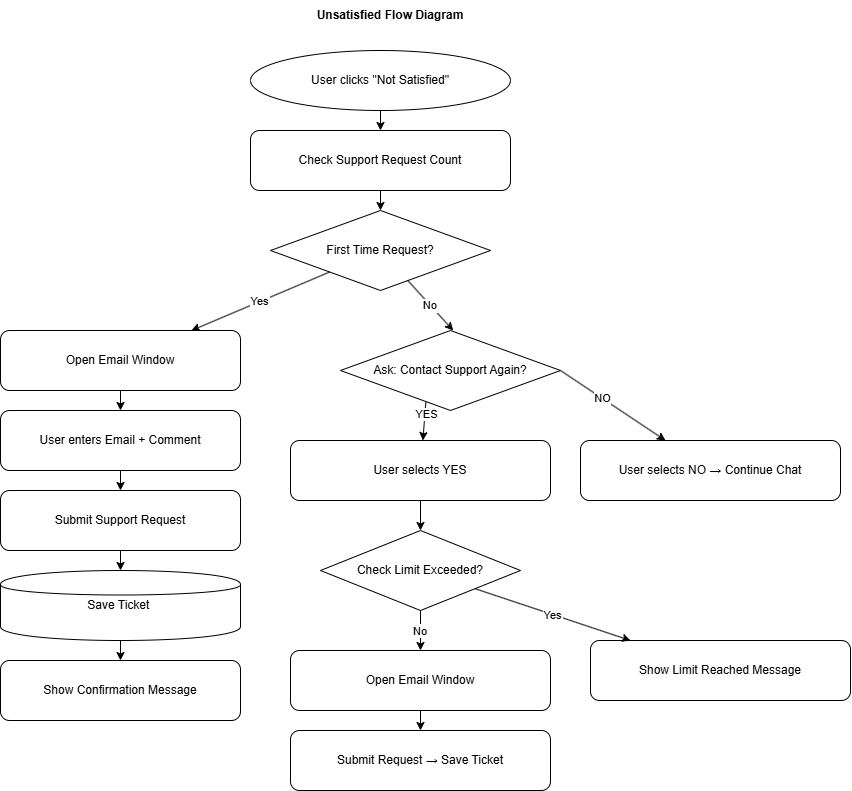 Unsatisfied Flow Diagram
User clicks "Not Satisfied"
Check Support Request Count
First Time Request?
Yes
No
Open Email Window
Ask: Contact Support Again?
User enters Email + Comment
YES
NO
User selects YES
User selects NO → Continue Chat
Submit Support Request
Check Limit Exceeded?
Save Ticket
Yes
No
Show Confirmation Message
Open Email Window
Show Limit Reached Message
Submit Request → Save Ticket